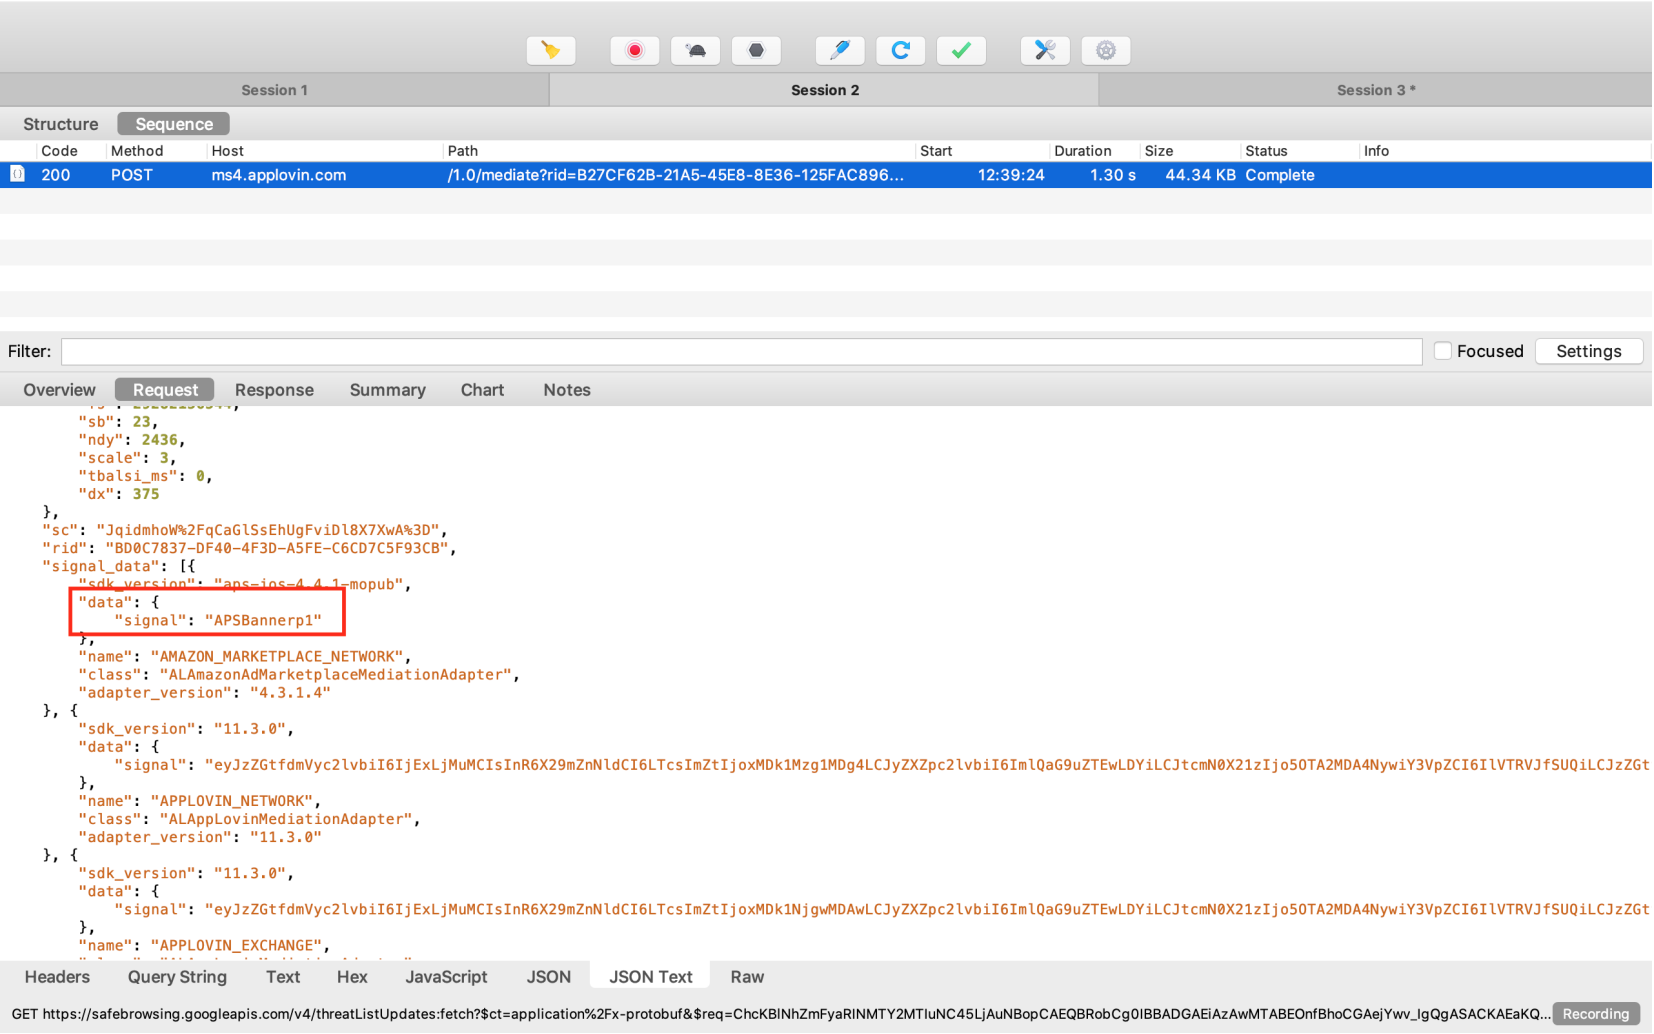 Session 1
Session 2
Session 3 *
Structure
Sequence
Code Method Host Path Start Duration Size Status Info
200 POST ms4.applovin.com /1.0/mediate?rid=B27CF62B-21A5-45E8-8E36-125FAC896... 12:39:24 1.30 s 44.34 KB Complete
Filter:
Focused
Settings
Overview Request Response Summary Chart Notes
"sb": 23,
"ndy": 2436,
"scale": 3,
"tbalsi_ms": 0,
"dx": 375
},
"sc": "JqidmhoW%2FqCaGlSsEhUgFviDl8X7XwA%3D",
"rid": "BD0C7837-DF40-4F3D-A5FE-C6CD7C5F93CB",
"signal_data": [{
"sdk_version": "aps-ios-4.4.1-mopub",
"data": {
"signal": "APSBannerp1"
},
"name": "AMAZON_MARKETPLACE_NETWORK",
"class": "ALAmazonAdMarketplaceMediationAdapter",
"adapter_version": "4.3.1.4"
}, {
"sdk_version": "11.3.0",
"data": {
"signal": "eyJzZGtfdmVyc2lvbiI6IjExLjMuMCIsInR6X29mZnNldCI6LTcsImZtIjoxMDk1Mzg1MDg4LCJyZXZpc2lvbiI6ImlQaG9uZTEwLDYiLCJtcmN0X21zIjo5OTA2MDA4NywiY3VpZCI6IlVTRVJfSUQiLCJzZGt
},
"name": "APPLOVIN_NETWORK",
"class": "ALAppLovinMediationAdapter",
"adapter_version": "11.3.0"
}, {
"sdk_version": "11.3.0",
"data": {
"signal": "eyJzZGtfdmVyc2lvbiI6IjExLjMuMCIsInR6X29mZnNldCI6LTcsImZtIjoxMDk1NjgwMDAwLCJyZXZpc2lvbiI6ImlQaG9uZTEwLDYiLCJtcmN0X21zIjo5OTA2MDA4NywiY3VpZCI6IlVTRVJfSUQiLCJzZGt
},
"name": "APPLOVIN_EXCHANGE",
Headers Query String Text Hex JavaScript JSON JSON Text Raw
GET https://safebrowsing.googleapis.com/v4/threatListUpdates:fetch?$ct=application%2Fx-protobuf&$req=ChcKBlNhZmFyaRINMTY2MTIuNC45LjAuNBopCAEQBRobCg0IBBADGAEiAzAwMTABEOnfBhoCGAejYwv_IgQgASACKAEaKQ...
Recording